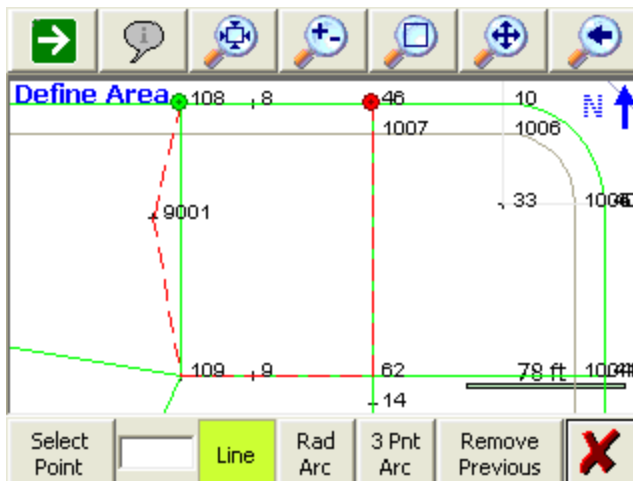 Define Area
108
8
46
10
N
1007
1006
9001
33
109
9
62
78 ft
14
Select Point
Line
Rad Arc
3 Pnt Arc
Remove Previous